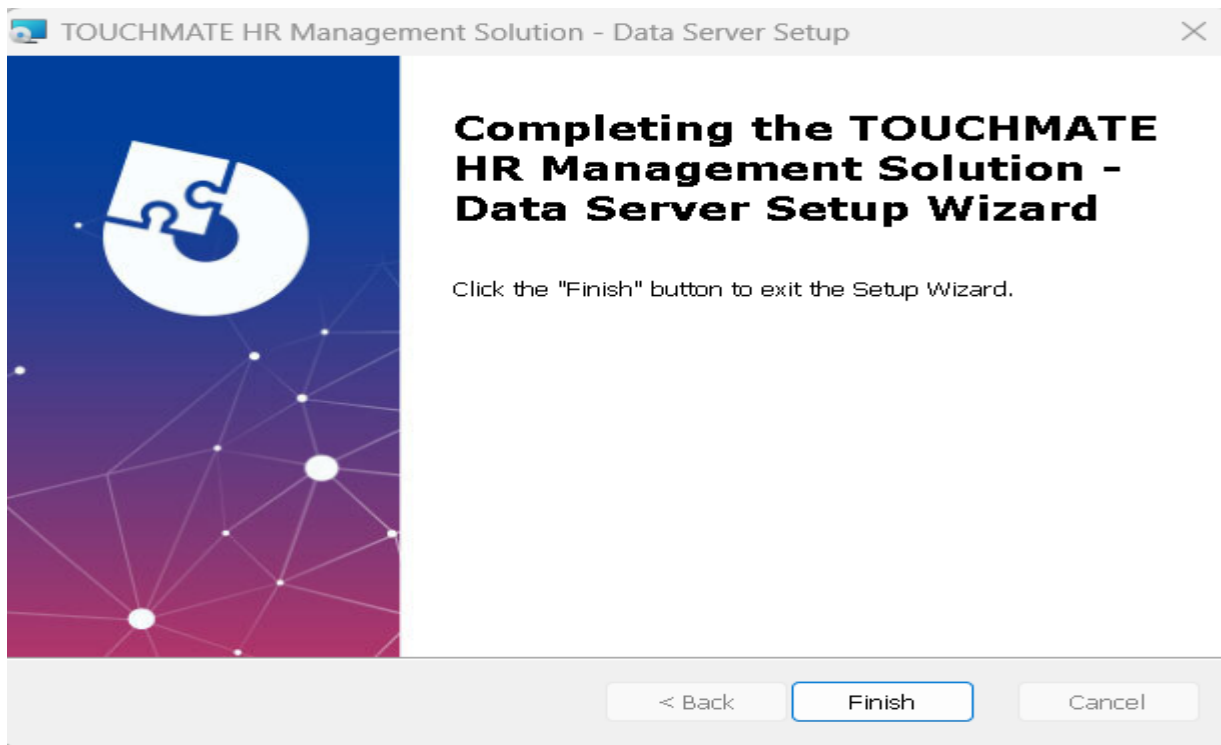 TOUCHMATE HR Management Solution - Data Server Setup
Completing the TOUCHMATE
HR Management Solution -
Data Server Setup Wizard
Click the "Finish" button to exit the Setup Wizard.
< Back Finish Cancel